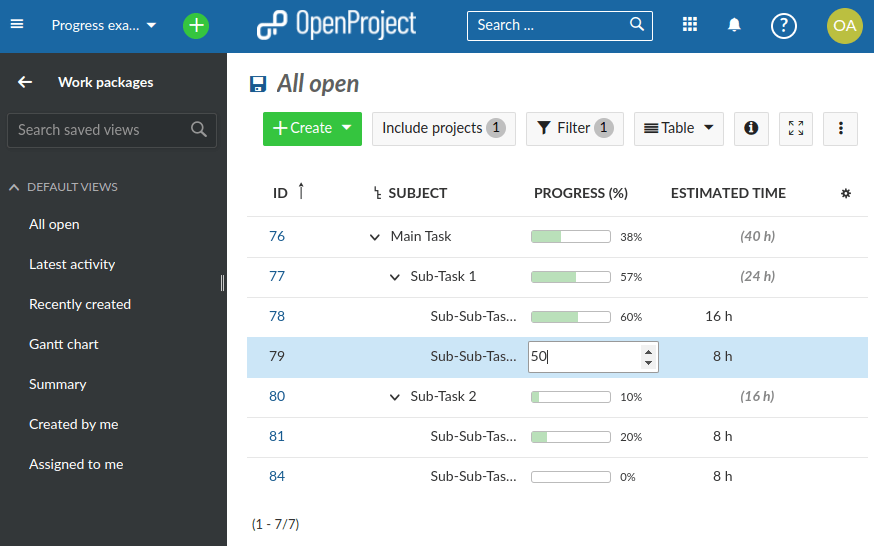 Progress exa...
OpenProject
Search ...
?
OA
Work packages
Search saved views
DEFAULT VIEWS
All open
Latest activity
Recently created
Gantt chart
Summary
Created by me
Assigned to me
All open
+ Create
Include projects 1
Filter 1
Table
ID SUBJECT PROGRESS (%) ESTIMATED TIME
76 Main Task 38% (40 h)
77 Sub-Task 1 57% (24 h)
78 Sub-Sub-Tas... 60% 16 h
79 Sub-Sub-Tas... 50 8 h
80 Sub-Task 2 10% (16 h)
81 Sub-Sub-Tas... 20% 8 h
84 Sub-Sub-Tas... 0% 8 h
(1 - 7/7)